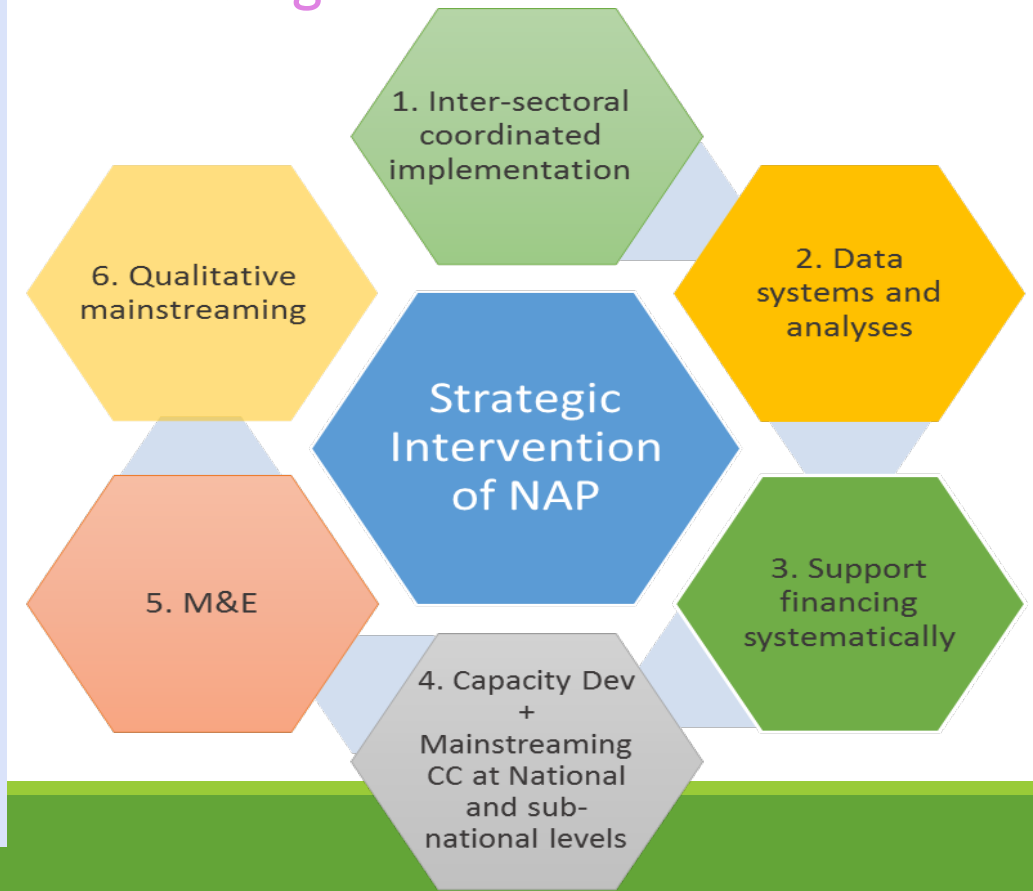 1. Inter-sectoral
coordinated
implementation
2. Data
systems and
analyses
3. Support
financing
systematically
4. Capacity Dev
+
Mainstreaming
CC at National
and sub-
national levels
5. M&E
6. Qualitative
mainstreaming
Strategic
Intervention
of NAP